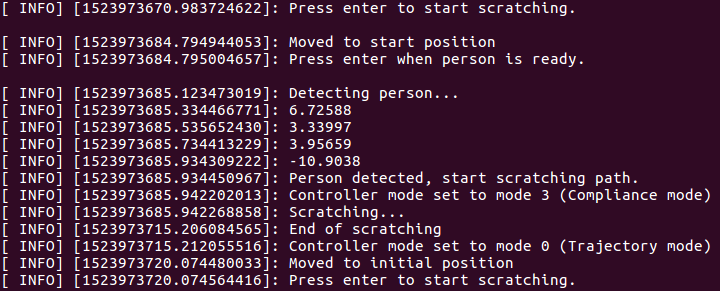 [ INFO] [1523973670.983724622]: Press enter to start scratching.
[ INFO] [1523973684.794944053]: Moved to start position
[ INFO] [1523973684.795004657]: Press enter when person is ready.
[ INFO] [1523973685.123473019]: Detecting person...
[ INFO] [1523973685.334466771]: 6.72588
[ INFO] [1523973685.535652430]: 3.33997
[ INFO] [1523973685.734413229]: 3.95659
[ INFO] [1523973685.934309222]: -10.9038
[ INFO] [1523973685.934450967]: Person detected, start scratching path.
[ INFO] [1523973685.942202013]: Controller mode set to mode 3 (Compliance mode)
[ INFO] [1523973685.942268858]: Scratching...
[ INFO] [1523973715.206084565]: End of scratching
[ INFO] [1523973715.212055516]: Controller mode set to mode 0 (Trajectory mode)
[ INFO] [1523973720.074480033]: Moved to initial position
[ INFO] [1523973720.074564416]: Press enter to start scratching.